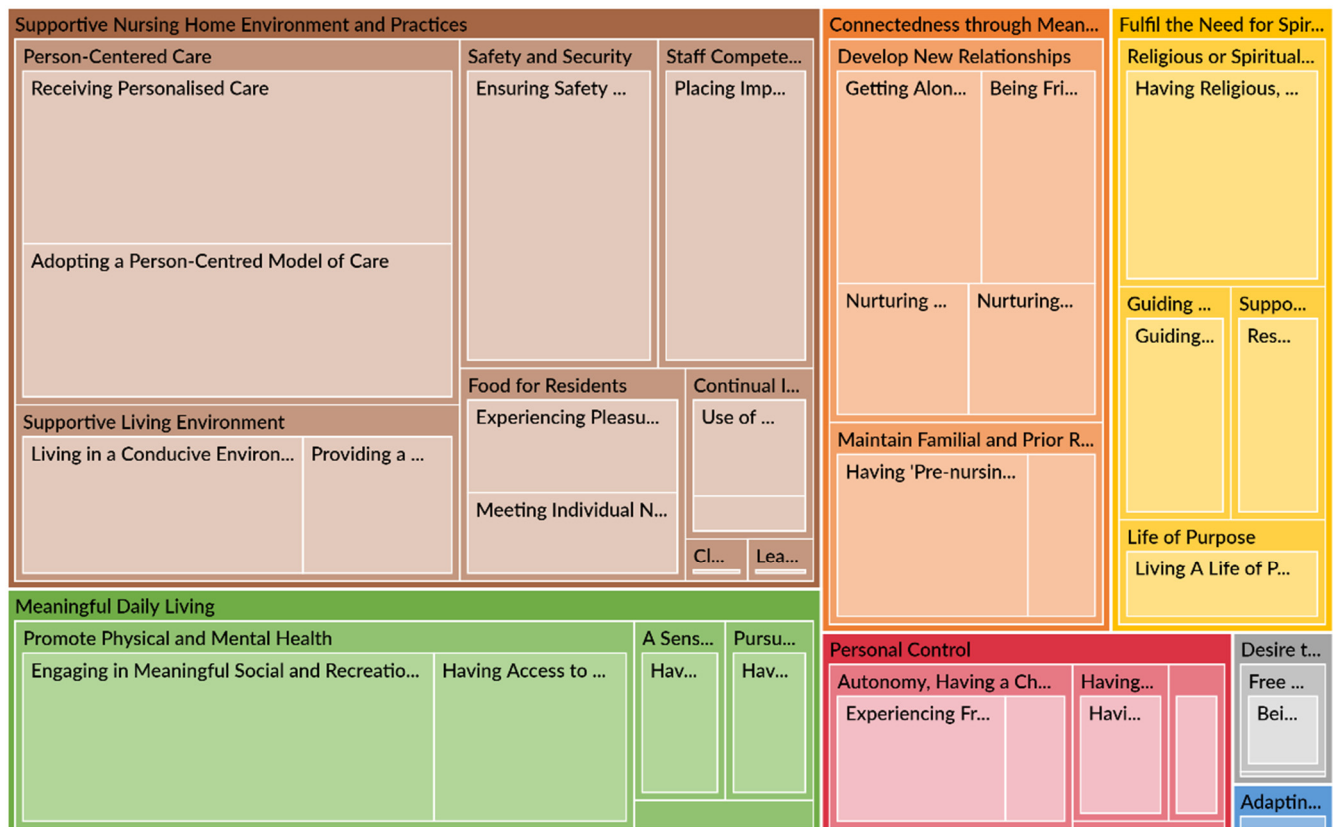 Supportive Nursing Home Environment and Practices
Person-Centered Care
Receiving Personalised Care
Adopting a Person-Centred Model of Care
Supportive Living Environment
Living in a Conducive Environ...
Providing a ...
Safety and Security
Ensuring Safety ...
Staff Compete...
Placing Imp...
Food for Residents
Experiencing Pleasu...
Meeting Individual N...
Continual I...
Use of ...
Cl...
Lea...
Meaningful Daily Living
Promote Physical and Mental Health
Engaging in Meaningful Social and Recreatio...
Having Access to ...
A Sens...
Hav...
Pursu...
Hav...
Connectedness through Mean...
Develop New Relationships
Getting Alon...
Being Fri...
Nurturing ...
Nurturing...
Maintain Familial and Prior R...
Having 'Pre-nursin...
Fulfil the Need for Spir...
Religious or Spiritual...
Having Religious, ...
Guiding ...
Guiding...
Suppo...
Res...
Life of Purpose
Living A Life of P...
Personal Control
Autonomy, Having a Ch...
Experiencing Fr...
Having...
Havi...
Desire t...
Free ...
Bei...
Adaptin...